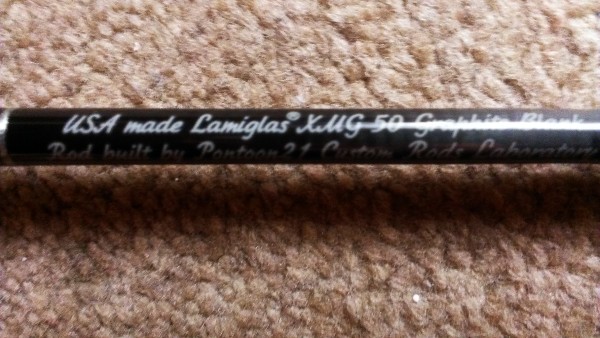 USA made Lamiglas® XMG 50 Graphite Blank
Rod built by Pontoon21 Custom Rods Laboratory